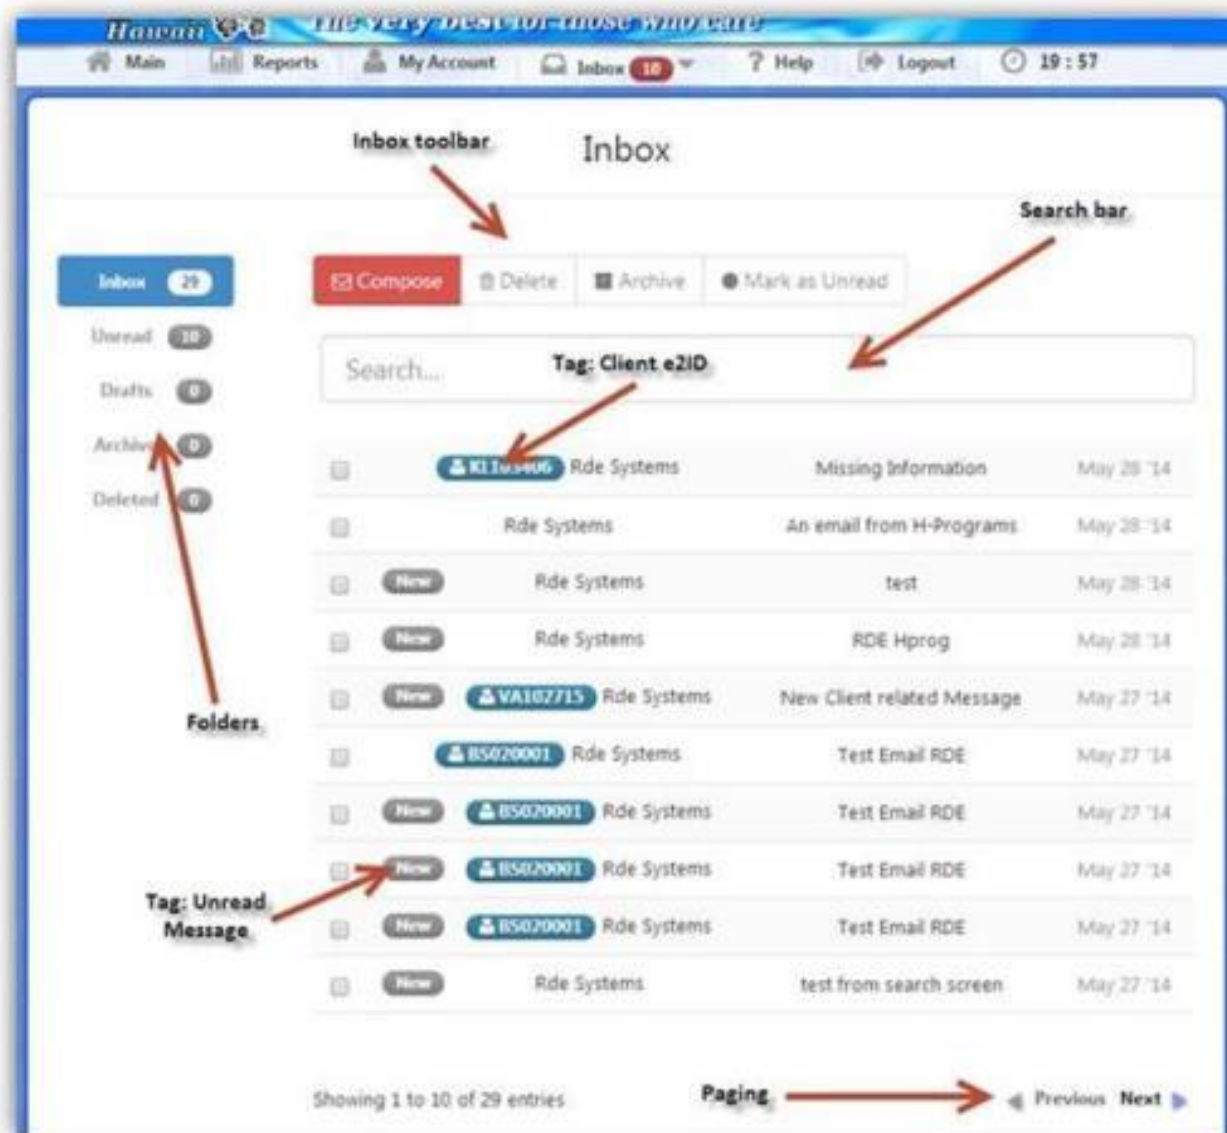 Hawaii The very best for those who care
Main Reports My Account Inbox 10 ? Help Logout 19 : 57
Inbox toolbar
Inbox
Search bar
Inbox 29
Compose Delete Archive Mark as Unread
Unread 10
Search....
Tag: Client e2ID
Drafts 0
Archive 0
Deleted 0
Rde Systems Missing Information May 28 '14
Rde Systems An email from H-Programs May 28 '14
New Rde Systems test May 28 '14
New Rde Systems RDE Hprog May 28 '14
New VA102715 Rde Systems New Client related Message May 27 '14
Folders
BS020001 Rde Systems Test Email RDE May 27 '14
New BS020001 Rde Systems Test Email RDE May 27 '14
New BS020001 Rde Systems Test Email RDE May 27 '14
Tag: Unread
Message
New BS020001 Rde Systems Test Email RDE May 27 '14
New Rde Systems test from search screen May 27 '14
Showing 1 to 10 of 29 entries
Paging
Previous Next